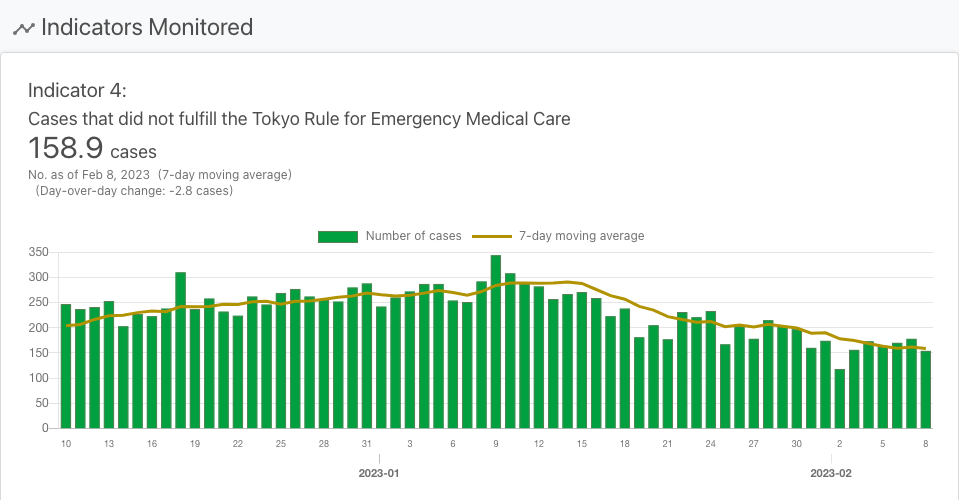 Indicators Monitored
Indicator 4:
Cases that did not fulfill the Tokyo Rule for Emergency Medical Care
158.9 cases
No. as of Feb 8, 2023 (7-day moving average)
(Day-over-day change: -2.8 cases)
Number of cases 7-day moving average
350
300
250
200
150
100
50
0
10 13 16 19 22 25 28 31 3 6 9 12 15 18 21 24 27 30 2 5 8
2023-01 2023-02